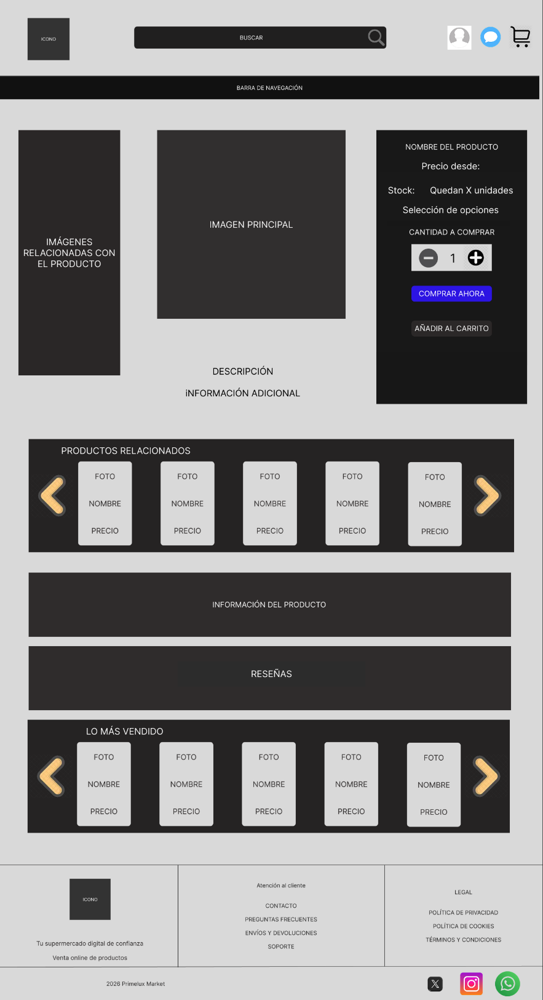 ICONO
BUSCAR
BARRA DE NAVEGACIÓN
IMÁGENES
RELACIONADAS CON
EL PRODUCTO
IMAGEN PRINCIPAL
NOMBRE DEL PRODUCTO
Precio desde:
Stock: Quedan X unidades
Selección de opciones
CANTIDAD A COMPRAR
1
COMPRAR AHORA
AÑADIR AL CARRITO
DESCRIPCIÓN
iNFORMACIÓN ADICIONAL
PRODUCTOS RELACIONADOS
FOTO FOTO FOTO FOTO FOTO
NOMBRE NOMBRE NOMBRE NOMBRE NOMBRE
PRECIO PRECIO PRECIO PRECIO PRECIO
INFORMACIÓN DEL PRODUCTO
RESEÑAS
LO MÁS VENDIDO
FOTO FOTO FOTO FOTO FOTO
NOMBRE NOMBRE NOMBRE NOMBRE NOMBRE
PRECIO PRECIO PRECIO PRECIO PRECIO
ICONO
Tu supermercado digital de confianza
Venta online de productos
Atención al cliente
CONTACTO
PREGUNTAS FRECUENTES
ENVÍOS Y DEVOLUCIONES
SOPORTE
LEGAL
POLÍTICA DE PRIVACIDAD
POLÍTICA DE COOKIES
TÉRMINOS Y CONDICIONES
2026 Primelux Market